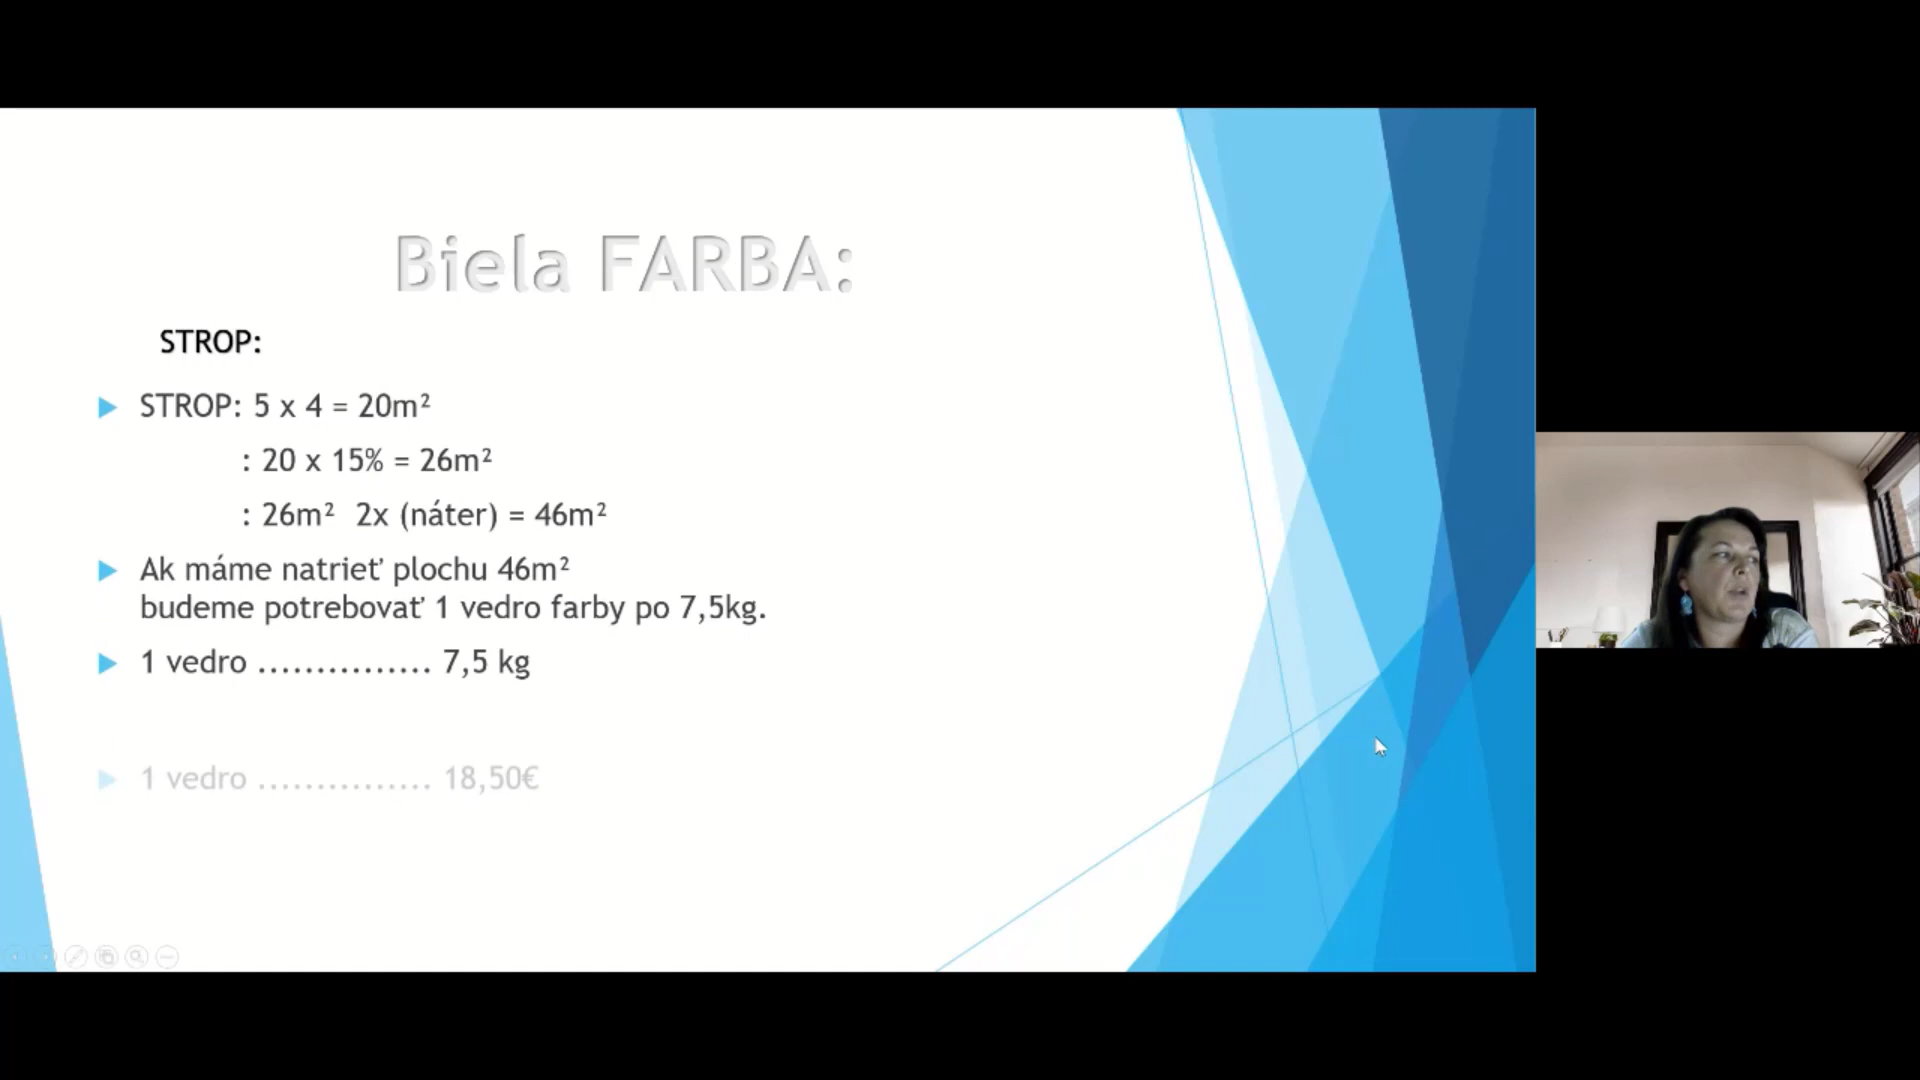 Biela FARBA:
STROP:
STROP: 5 x 4 = 20m²
: 20 x 15% = 26m²
: 26m² 2x (náter) = 46m²
Ak máme natrieť plochu 46m²
budeme potrebovať 1 vedro farby po 7,5kg.
1 vedro ............... 7,5 kg
1 vedro ............... 18,50€